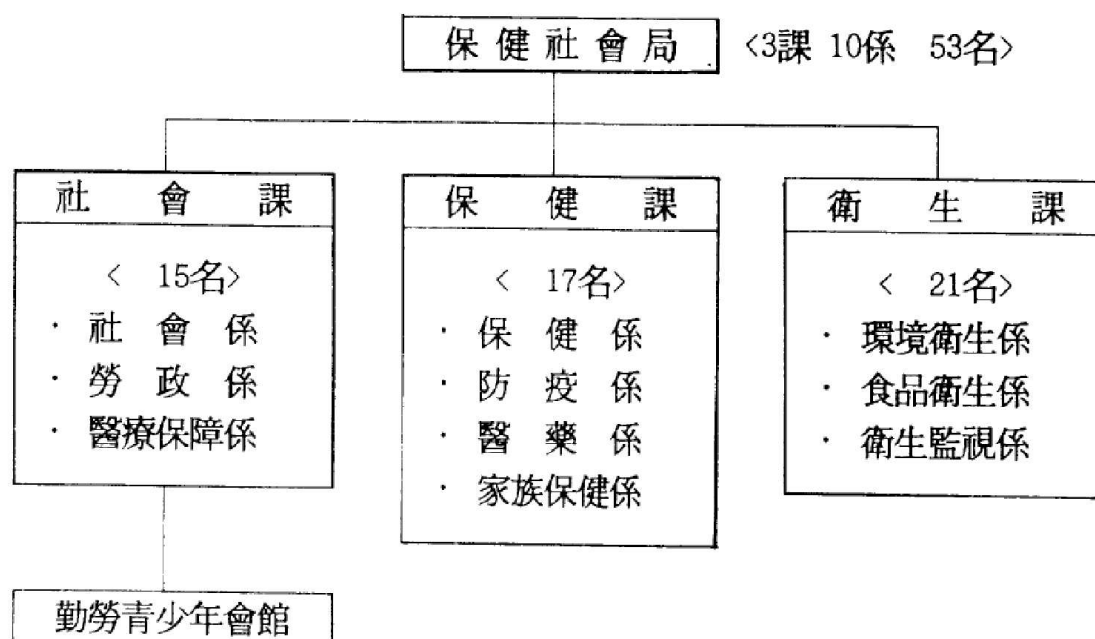 保健社會局 <3課 10係 53名>
社會課
< 15名>
· 社會係
· 勞政係
· 醫療保障係
勤勞青少年會館
保健課
< 17名>
· 保健係
· 防疫係
· 醫藥係
· 家族保健係
衛生課
< 21名>
· 環境衛生係
· 食品衛生係
· 衛生監視係